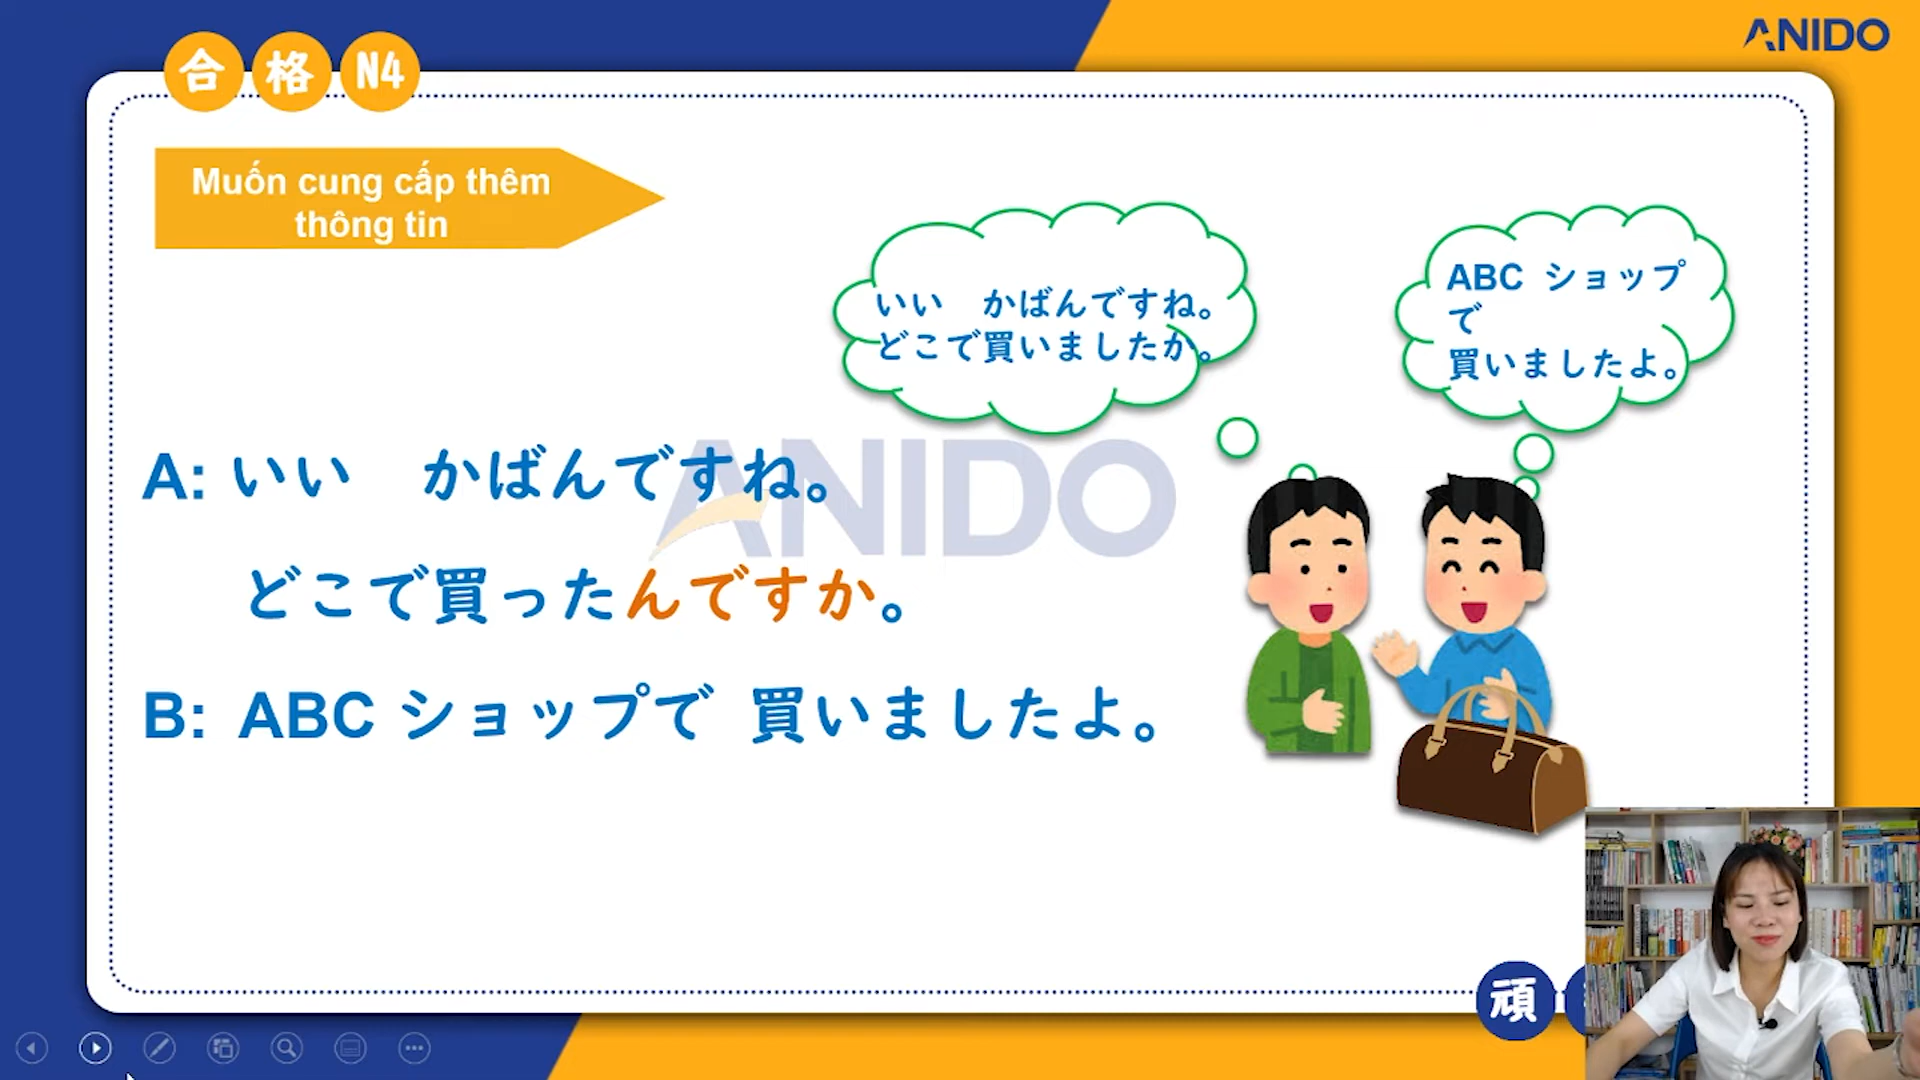 合格N4
ANIDO
Muốn cung cấp thêm
thông tin
いい　かばんですね。
どこで買いましたか。
ABC ショップ
で
買いましたよ。
ANIDO
A: いい　かばんですね。
どこで買ったんですか。
B: ABC ショップで 買いましたよ。
頑